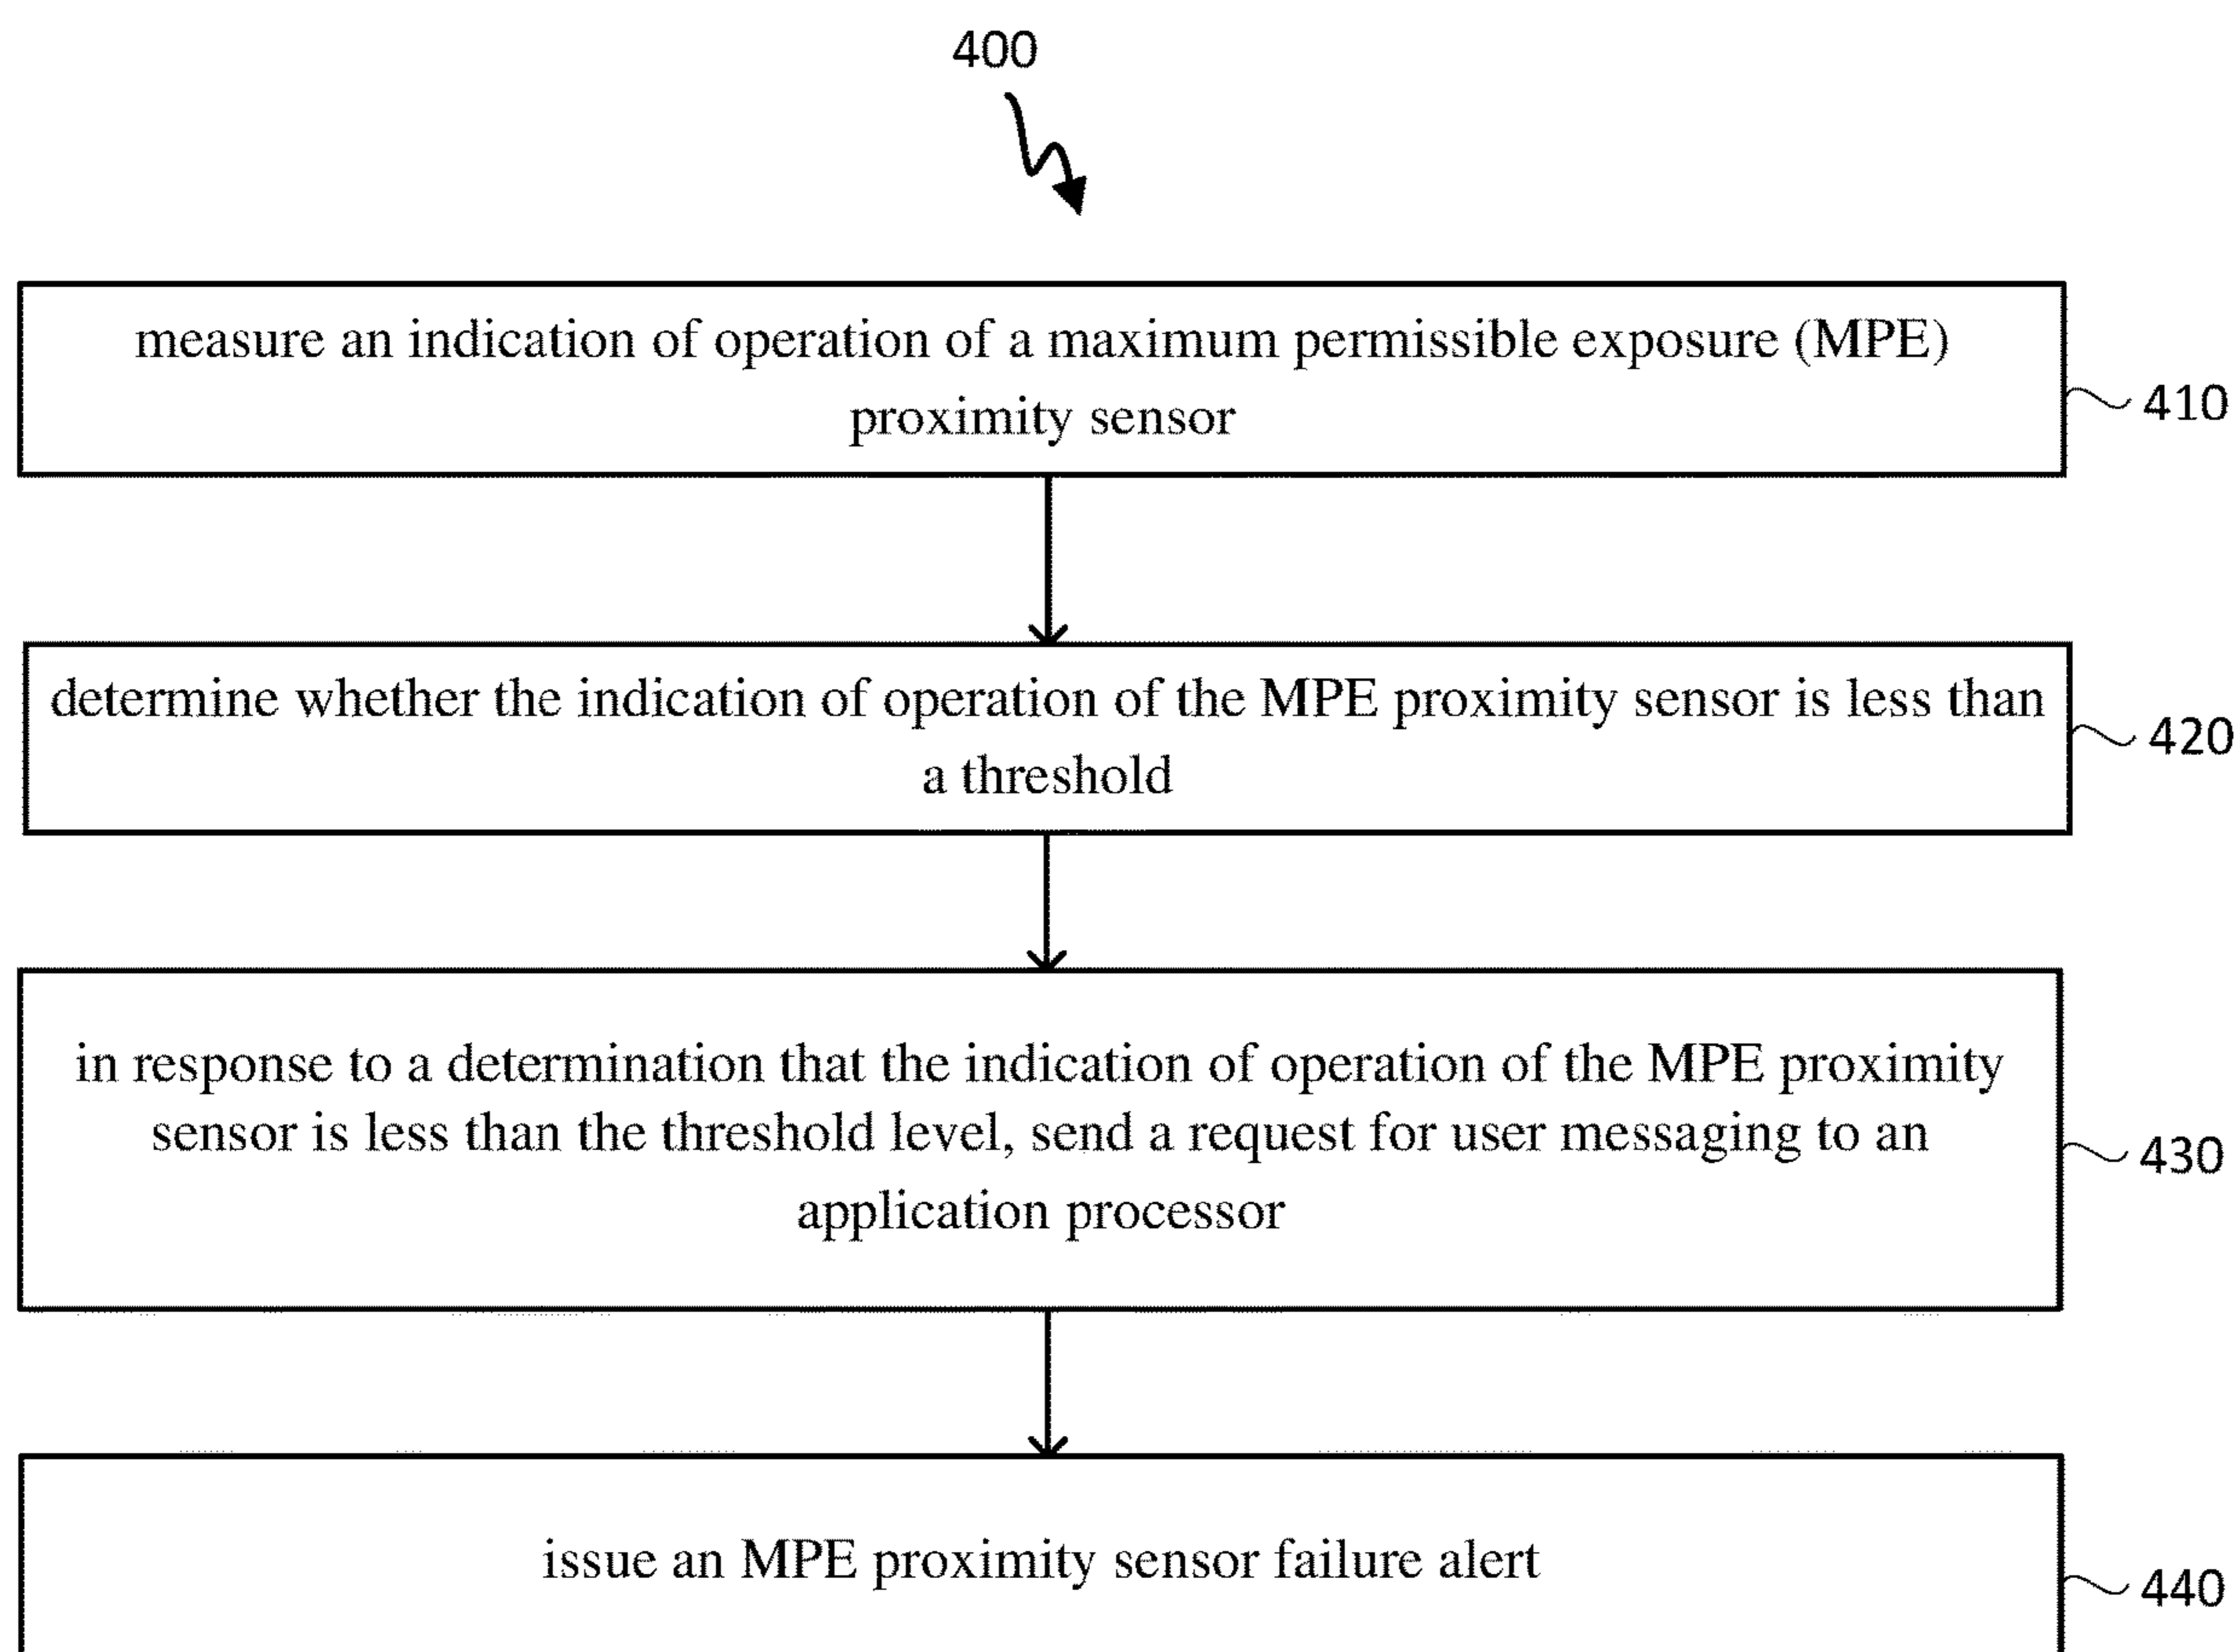 400
measure an indication of operation of a maximum permissible exposure (MPE)
proximity sensor
410
determine whether the indication of operation of the MPE proximity sensor is less than
a threshold
420
in response to a determination that the indication of operation of the MPE proximity
sensor is less than the threshold level, send a request for user messaging to an
application processor
430
issue an MPE proximity sensor failure alert
440